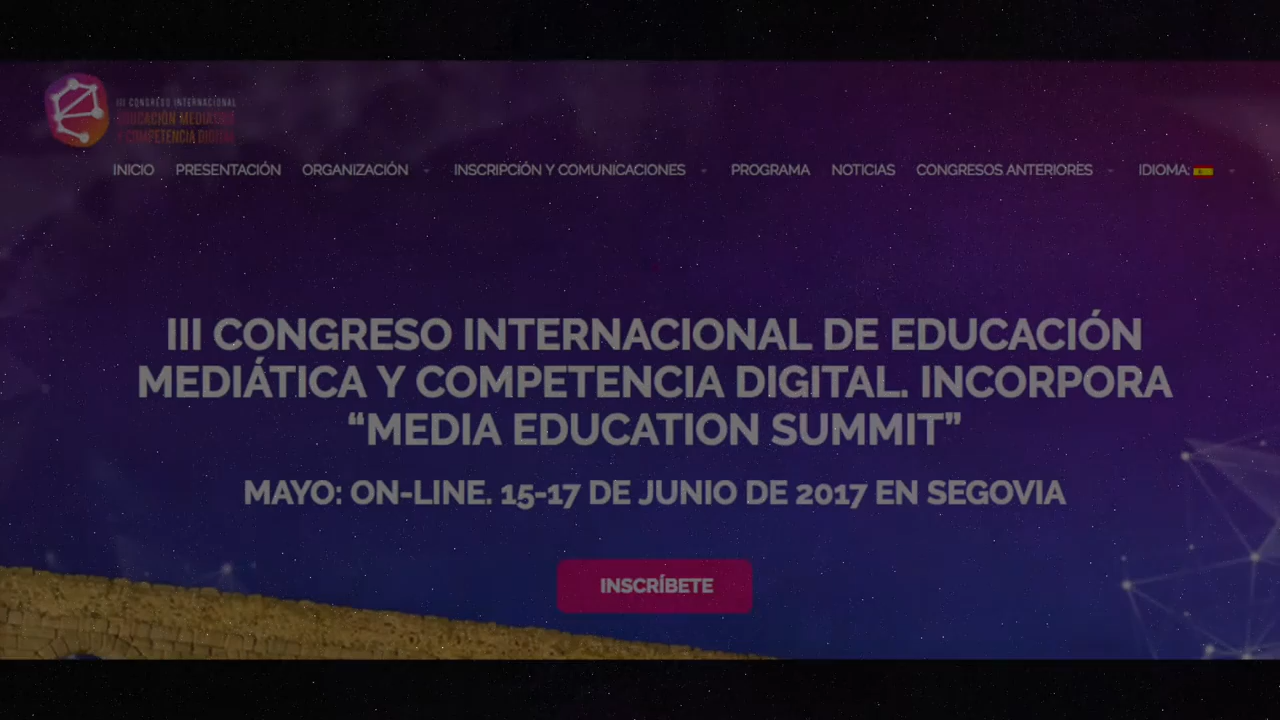 III CONGRESO INTERNACIONAL
EDUCACIÓN MEDIÁTICA
Y COMPETENCIA DIGITAL
INICIO PRESENTACIÓN ORGANIZACIÓN INSCRIPCIÓN Y COMUNICACIONES PROGRAMA NOTICIAS CONGRESOS ANTERIORES IDIOMA:
III CONGRESO INTERNACIONAL DE EDUCACIÓN
MEDIÁTICA Y COMPETENCIA DIGITAL. INCORPORA
“MEDIA EDUCATION SUMMIT”
MAYO: ON-LINE. 15-17 DE JUNIO DE 2017 EN SEGOVIA
INSCRÍBETE